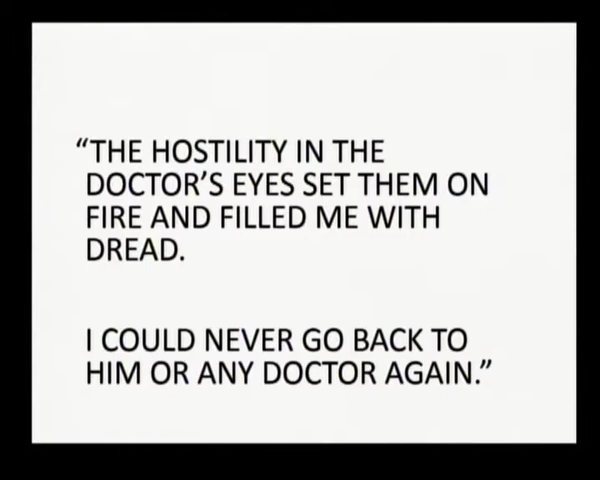 “THE HOSTILITY IN THE
DOCTOR’S EYES SET THEM ON
FIRE AND FILLED ME WITH
DREAD.
I COULD NEVER GO BACK TO
HIM OR ANY DOCTOR AGAIN.”